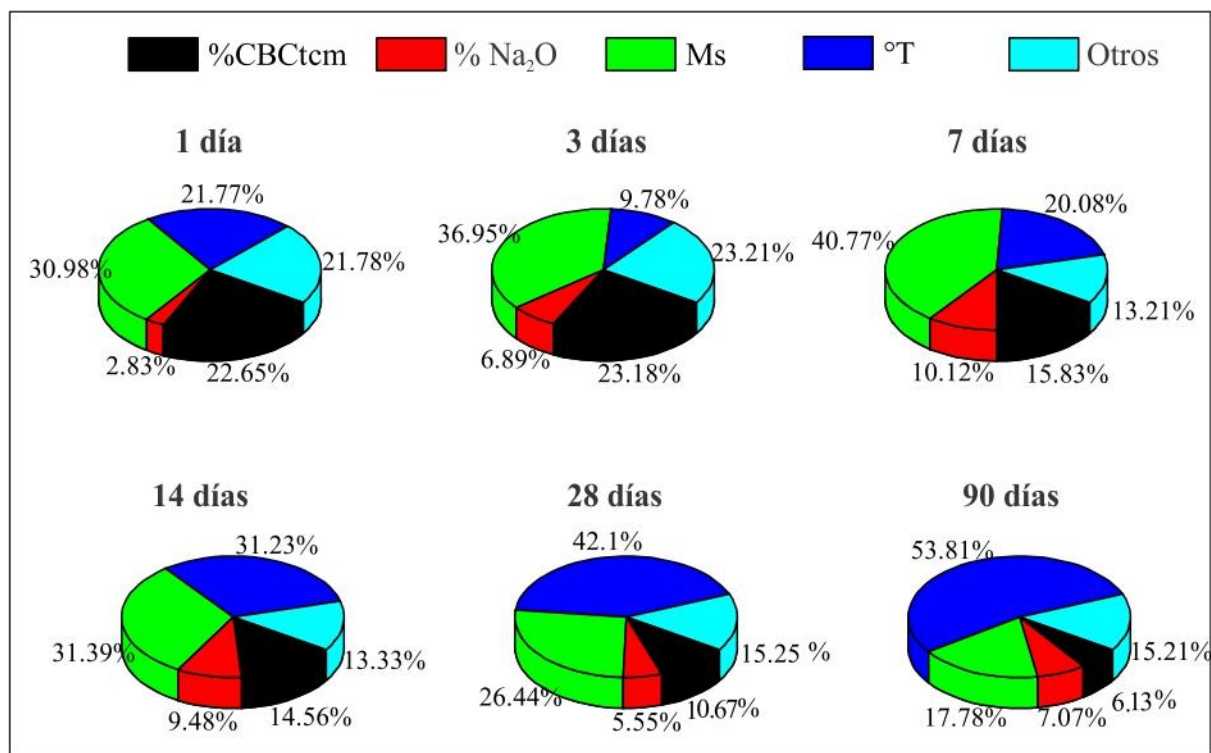 %CBCtcm % Na₂O Ms °T Otros
1 día 3 días 7 días
21.77% 9.78% 20.08%
30.98% 21.78% 36.95% 23.21% 40.77% 13.21%
2.83% 22.65% 6.89% 23.18% 10.12% 15.83%
14 días 28 días 90 días
31.23% 42.1% 53.81%
31.39% 13.33% 26.44% 15.25 % 17.78% 15.21%
9.48% 14.56% 5.55% 10.67% 7.07% 6.13%